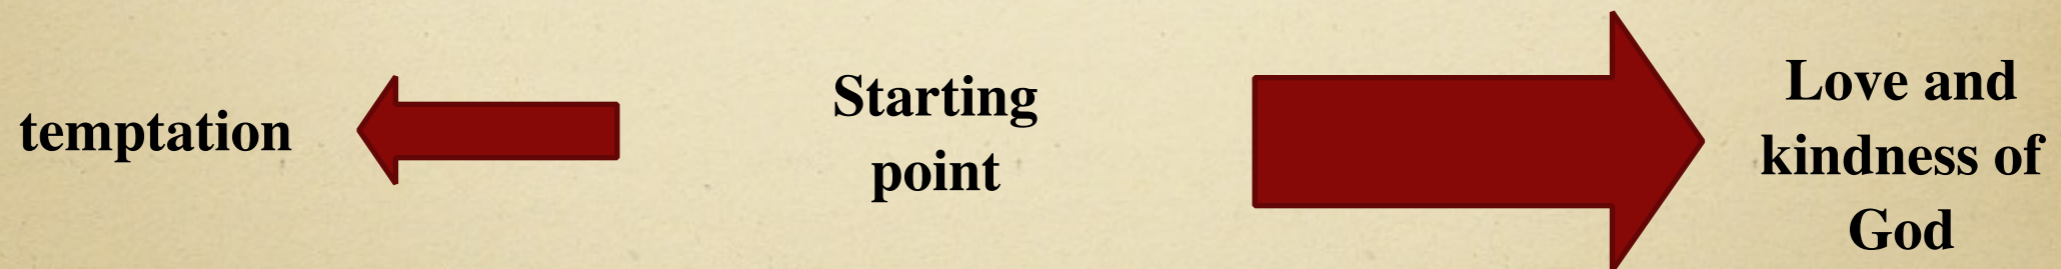 temptation
Starting
point
Love and
kindness of
God